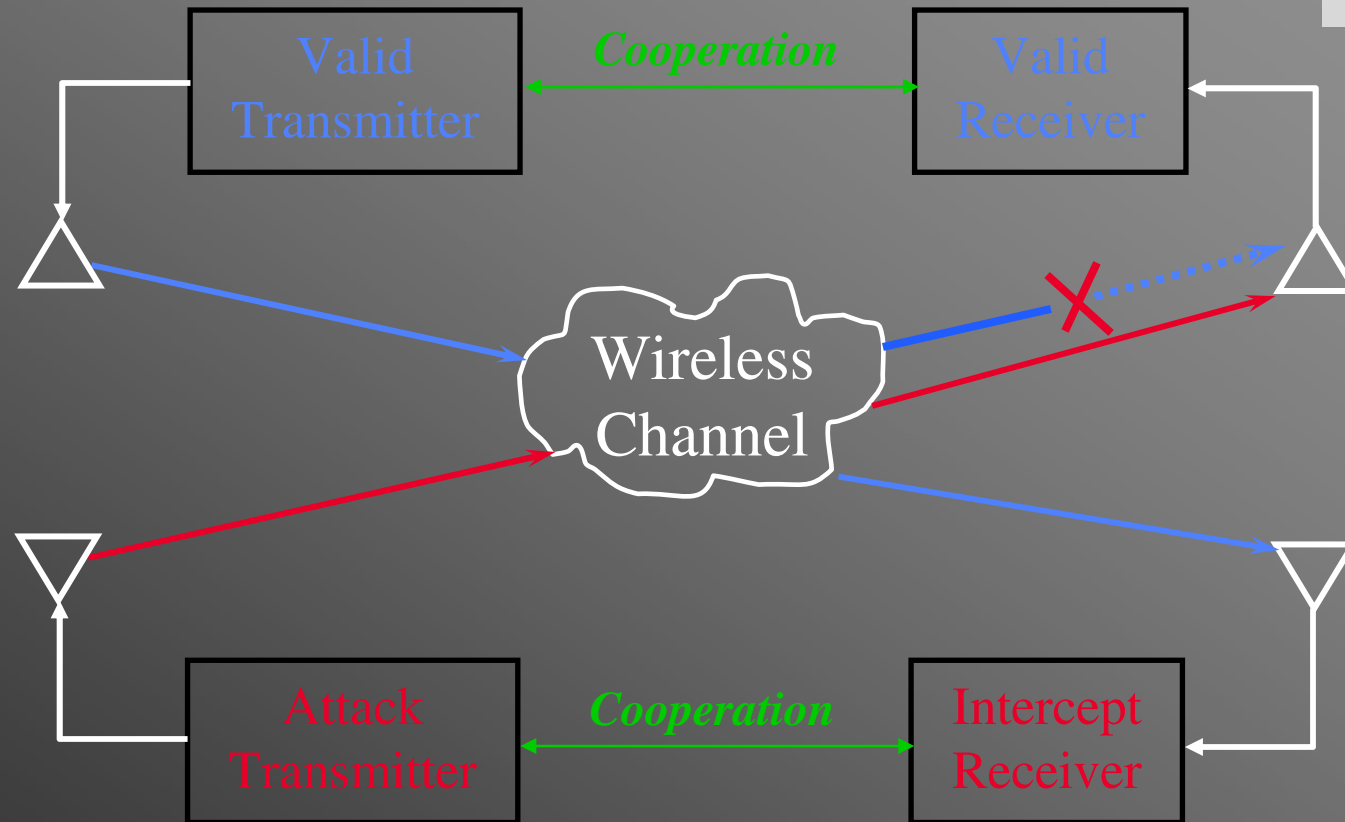 Valid
Transmitter
Cooperation
Valid
Receiver
Wireless
Channel
Attack
Transmitter
Cooperation
Intercept
Receiver